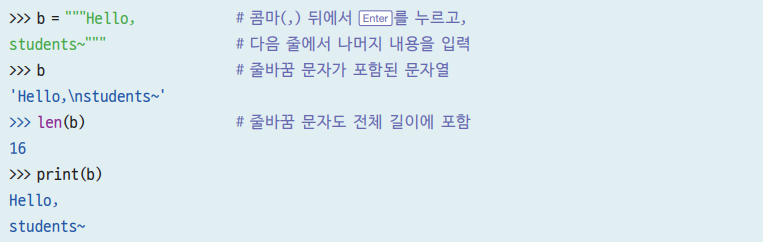 >>> b = """Hello, # 콤마(,) 뒤에서 Enter를 누르고,
students~""" # 다음 줄에서 나머지 내용을 입력
>>> b # 줄바꿈 문자가 포함된 문자열
'Hello,\nstudents~'
>>> len(b) # 줄바꿈 문자도 전체 길이에 포함
16
>>> print(b)
Hello,
students~